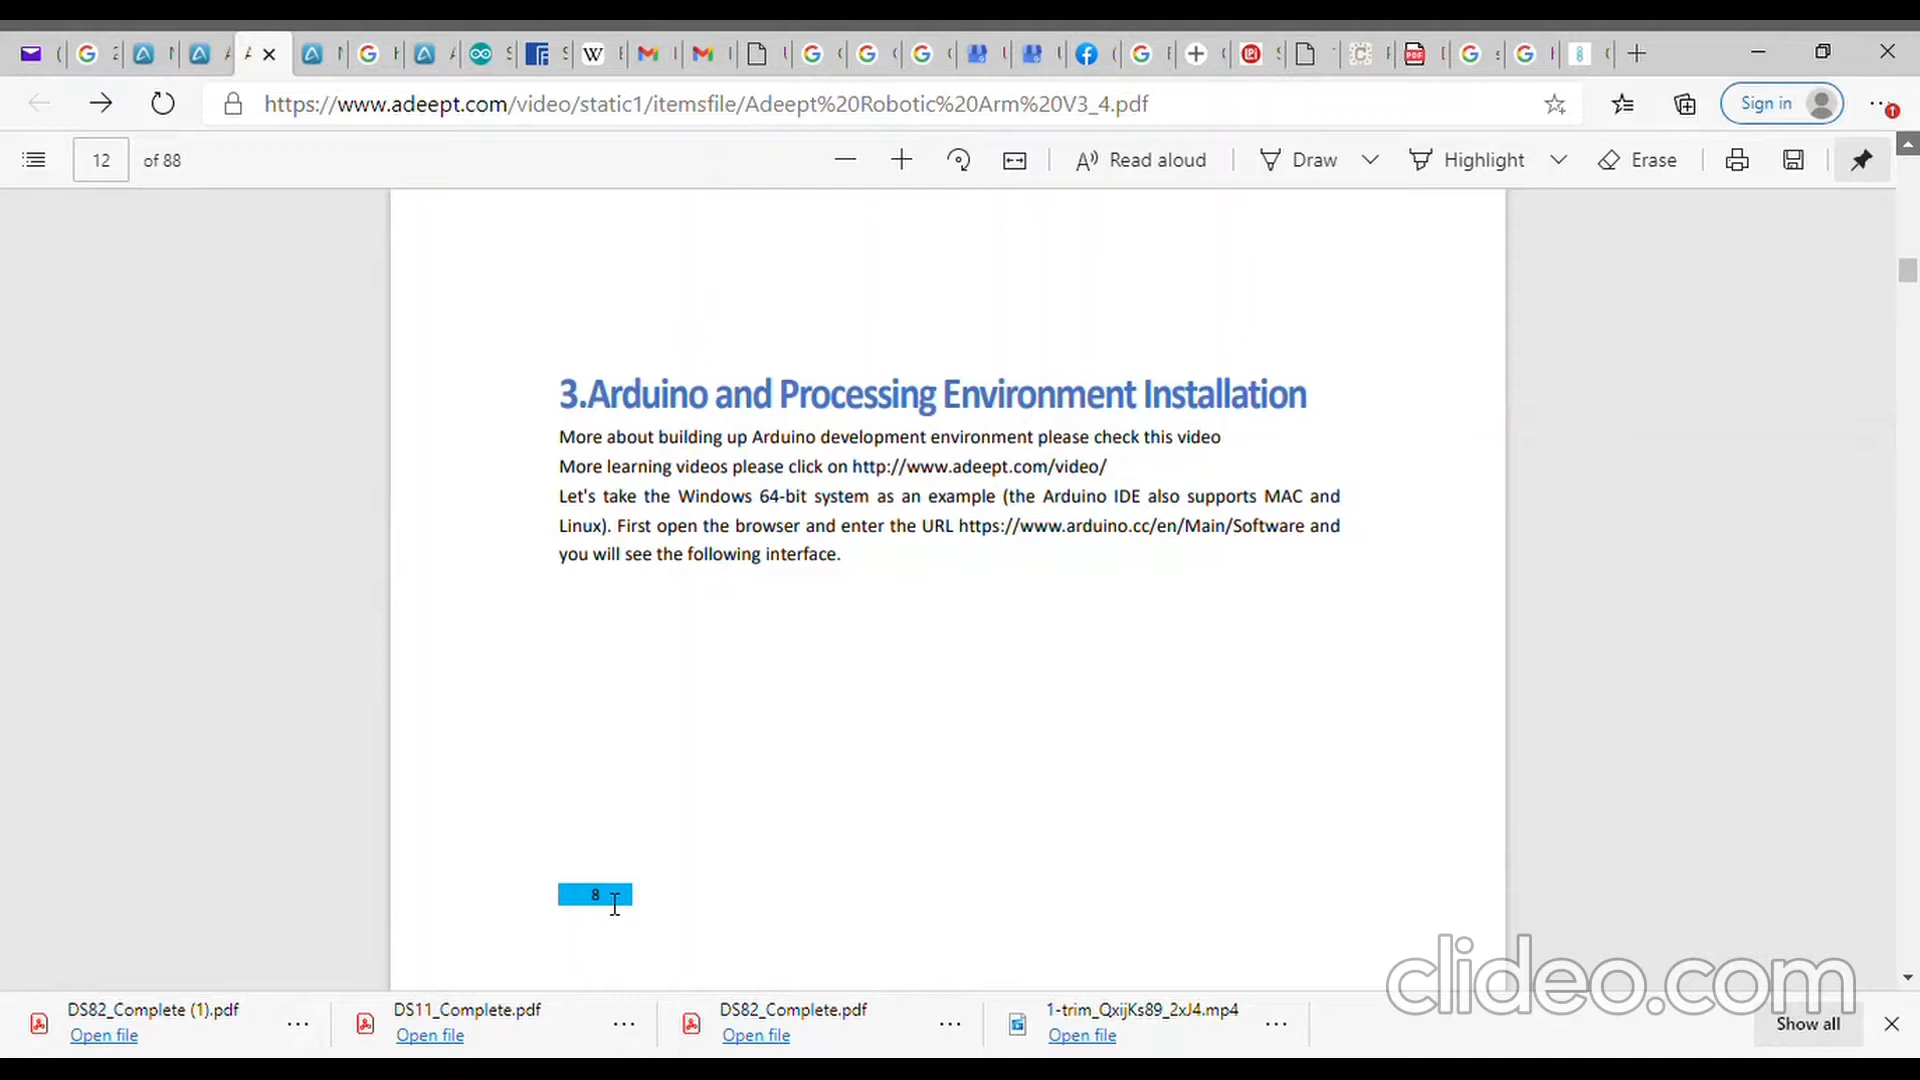 https://www.adeept.com/video/static1/itemsfile/Adeept%20Robotic%20Arm%20V3_4.pdf
Sign in
12 of 88
Read aloud
Draw
Highlight
Erase
3.Arduino and Processing Environment Installation
More about building up Arduino development environment please check this video
More learning videos please click on http://www.adeept.com/video/
Let's take the Windows 64-bit system as an example (the Arduino IDE also supports MAC and
Linux). First open the browser and enter the URL https://www.arduino.cc/en/Main/Software and
you will see the following interface.
8
clideo.com
DS82_Complete (1).pdf
Open file
DS11_Complete.pdf
Open file
DS82_Complete.pdf
Open file
1-trim_QxijKs89_2xJ4.mp4
Open file
Show all